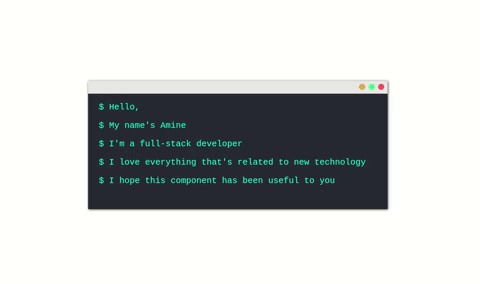 $ Hello,
$ My name's Amine
$ I'm a full-stack developer
$ I love everything that's related to new technology
$ I hope this component has been useful to you